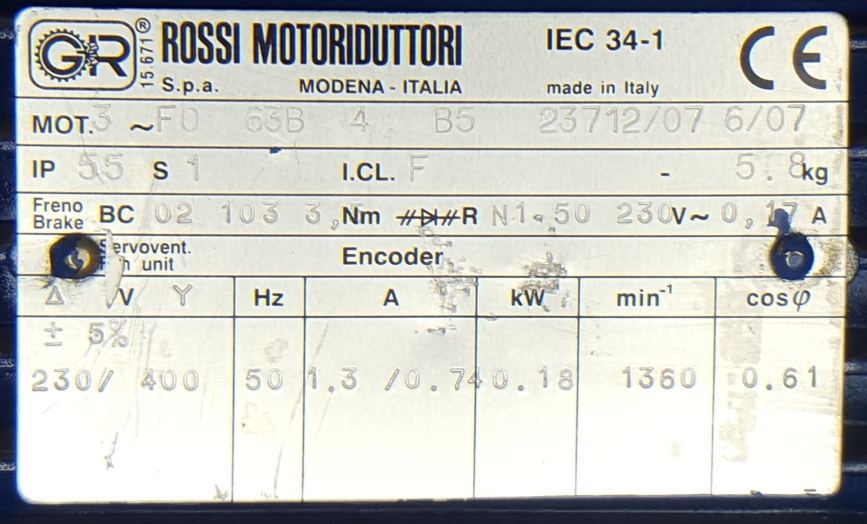 GR ® 15.671 ROSSI MOTORIDUTTORI IEC 34-1 CE
S.p.a. MODENA - ITALIA made in Italy
MOT. 3 ~ FO 63B 4 B5 23712/07 6/07
IP 55 S 1 I.CL. F - 5.8 kg
Freno
Brake BC 02 103 3, Nm R N1.50 230V~ 0,17 A
Servovent.
unit Encoder
Δ V Y Hz A kW min⁻¹ cosφ
± 5%
230/ 400 50 1.3 /0.74 0.18 1360 0.61